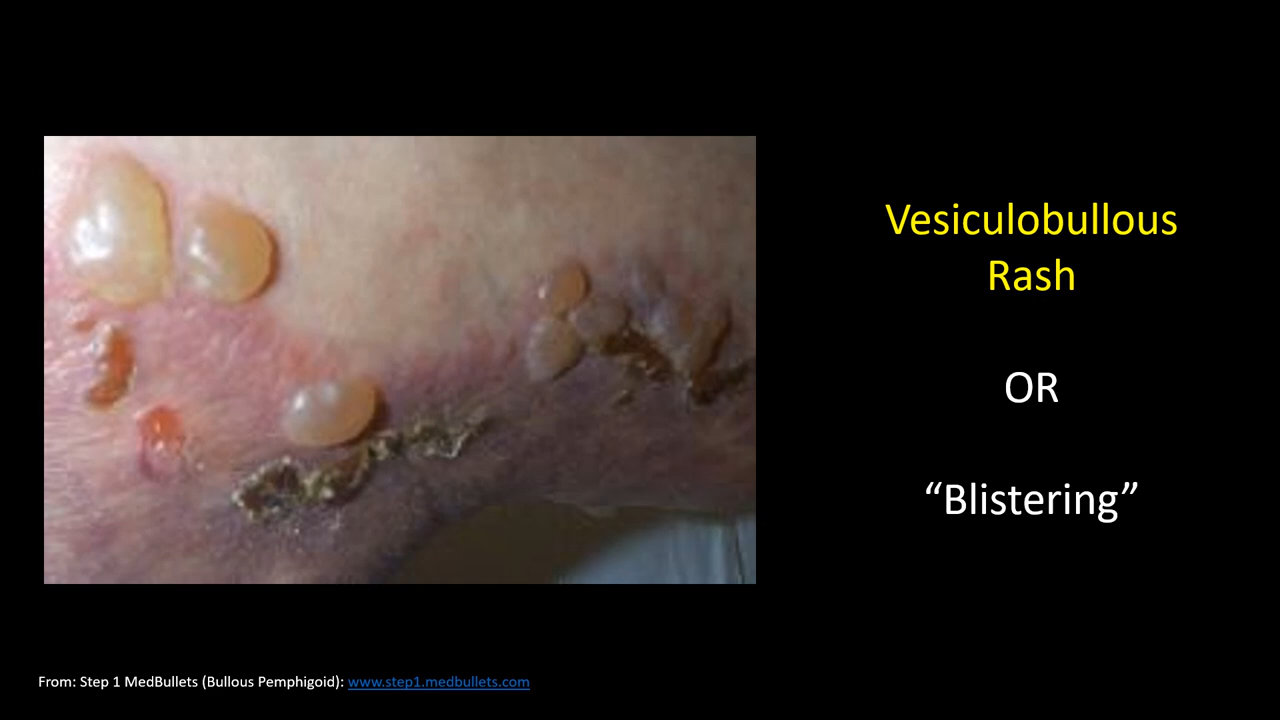 Vesiculobullous
Rash
OR
“Blistering”
From: Step 1 MedBullets (Bullous Pemphigoid): www.step1.medbullets.com